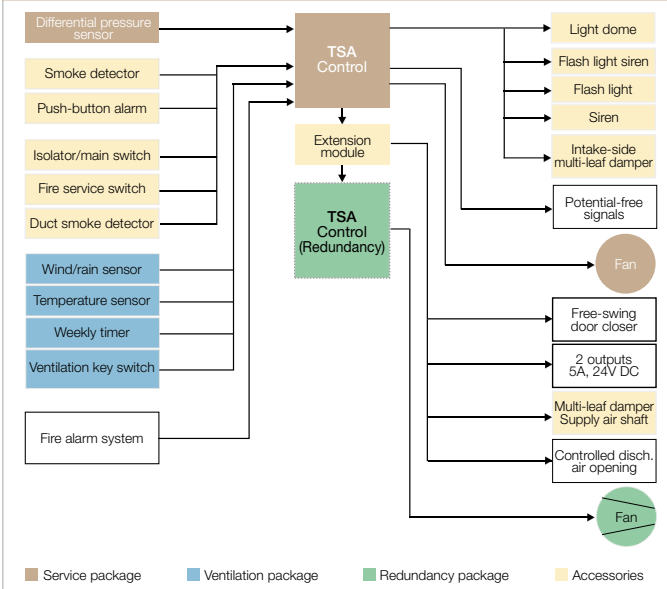 Differential pressure
sensor
Smoke detector
Push-button alarm
Isolator/main switch
Fire service switch
Duct smoke detector
Wind/rain sensor
Temperature sensor
Weekly timer
Ventilation key switch
Fire alarm system
TSA
Control
Extension
module
TSA
Control
(Redundancy)
Light dome
Flash light siren
Flash light
Siren
Intake-side
multi-leaf damper
Potential-free
signals
Fan
Free-swing
door closer
2 outputs
5A, 24V DC
Multi-leaf damper
Supply air shaft
Controlled disch.
air opening
Fan
Service package
Ventilation package
Redundancy package
Accessories